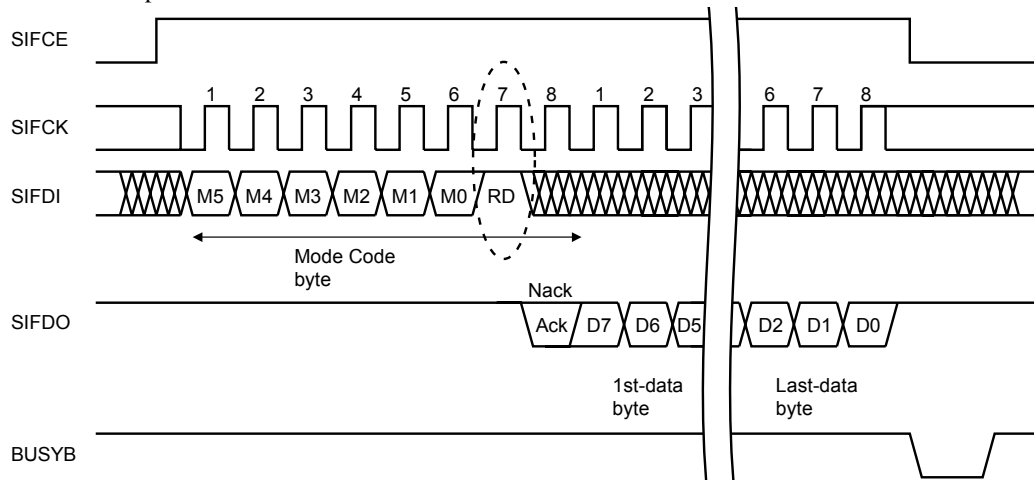 SIFCE
1 2 3 4 5 6 7 8 1 2 3 6 7 8
SIFCK
SIFDI M5 M4 M3 M2 M1 M0 RD
Mode Code
byte
Nack
SIFDO Ack D7 D6 D5 D2 D1 D0
1st-data
byte
Last-data
byte
BUSYB